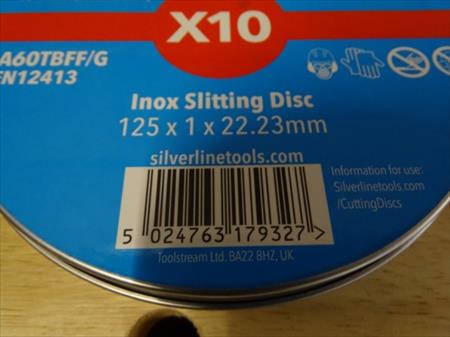 X10
A60TBFF/G
EN12413
Inox Slitting Disc
125 x 1 x 22.23mm
silverlinetools.com
Information for use:
Silverlinetools.com
/CuttingDiscs
5 024763 179327 >
Toolstream Ltd. BA22 8HZ, UK